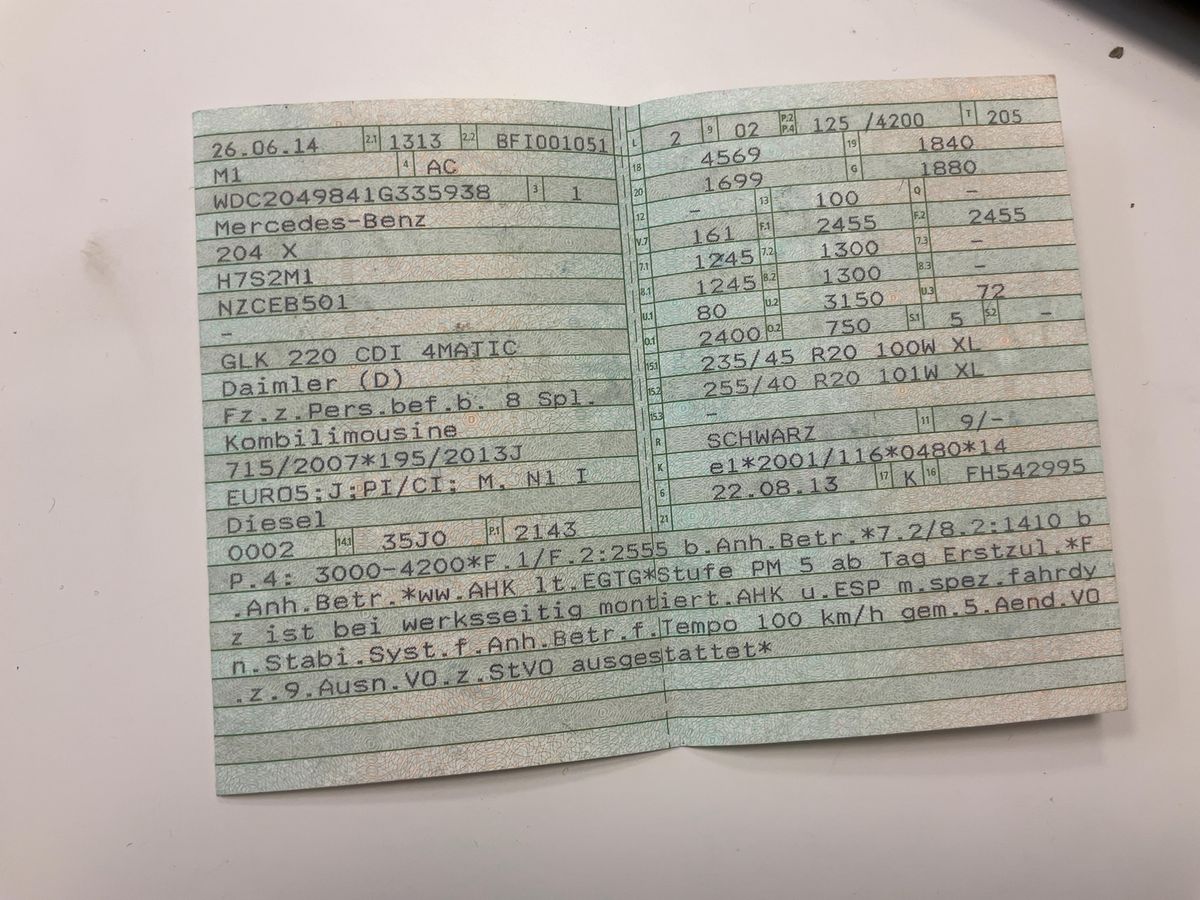 26.06.14 2.1 1313 2.2 BFI001051
M1 4 AC
WDC2049841G335938 3 1
Mercedes-Benz
204 X
H7S2M1
NZCEB501
-
GLK 220 CDI 4MATIC
Daimler (D)
Fz.z.Pers.bef.b. 8 Spl.
Kombilimousine
715/2007*195/2013J
EURO5;J;PI/CI; M, N1 I
Diesel
0002 14.1 35J0 P.1 2143
L 2 9 02 P.2 P.4 125 /4200 T 205
18 4569 19 1840
20 1699 G 1880
12 - 13 100 Q -
V.7 161 F.1 2455 F.2 2455
7.1 1245 7.2 1300 7.3 -
8.1 1245 8.2 1300 8.3 -
U.1 80 U.2 3150 U.3 72
O.1 2400 O.2 750 S.1 5 S.2 -
15.1 235/45 R20 100W XL
15.2 255/40 R20 101W XL
15.3 -
R SCHWARZ 11 9/-
K e1*2001/116*0480*14
6 22.08.13 17 K 16 FH542995
21
P.4: 3000-4200*F.1/F.2:2555 b.Anh.Betr.*7.2/8.2:1410 b
.Anh.Betr.*ww.AHK lt.EGTG*Stufe PM 5 ab Tag Erstzul.*F
z ist bei werksseitig montiert.AHK u.ESP m.spez.fahrdy
n.Stabi.Syst.f.Anh.Betr.f.Tempo 100 km/h gem.5.Aend.VO
.z.9.Ausn.VO.z.StVO ausgestattet*